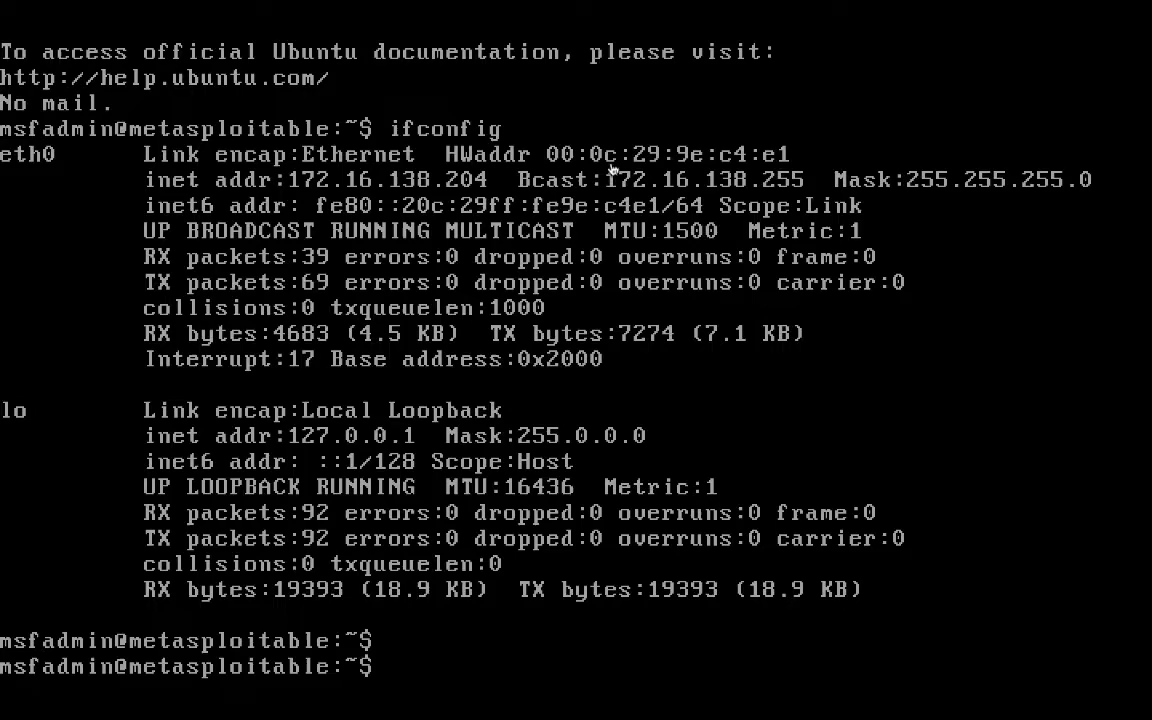 To access official Ubuntu documentation, please visit:
http://help.ubuntu.com/
No mail.
msfadmin@metasploitable:~$ ifconfig
eth0      Link encap:Ethernet  HWaddr 00:0c:29:9e:c4:e1
          inet addr:172.16.138.204  Bcast:172.16.138.255  Mask:255.255.255.0
          inet6 addr: fe80::20c:29ff:fe9e:c4e1/64 Scope:Link
          UP BROADCAST RUNNING MULTICAST  MTU:1500  Metric:1
          RX packets:39 errors:0 dropped:0 overruns:0 frame:0
          TX packets:69 errors:0 dropped:0 overruns:0 carrier:0
          collisions:0 txqueuelen:1000
          RX bytes:4683 (4.5 KB)  TX bytes:7274 (7.1 KB)
          Interrupt:17 Base address:0x2000
lo        Link encap:Local Loopback
          inet addr:127.0.0.1  Mask:255.0.0.0
          inet6 addr: ::1/128 Scope:Host
          UP LOOPBACK RUNNING  MTU:16436  Metric:1
          RX packets:92 errors:0 dropped:0 overruns:0 frame:0
          TX packets:92 errors:0 dropped:0 overruns:0 carrier:0
          collisions:0 txqueuelen:0
          RX bytes:19393 (18.9 KB)  TX bytes:19393 (18.9 KB)
msfadmin@metasploitable:~$
msfadmin@metasploitable:~$